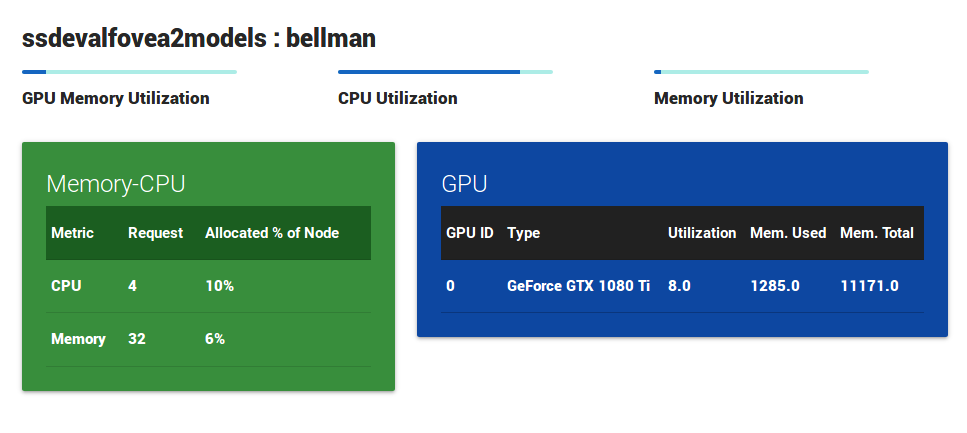 ssdevalfovea2models : bellman
GPU Memory Utilization
CPU Utilization
Memory Utilization
Memory-CPU
Metric Request Allocated % of Node
CPU 4 10%
Memory 32 6%
GPU
GPU ID Type Utilization Mem. Used Mem. Total
0 GeForce GTX 1080 Ti 8.0 1285.0 11171.0